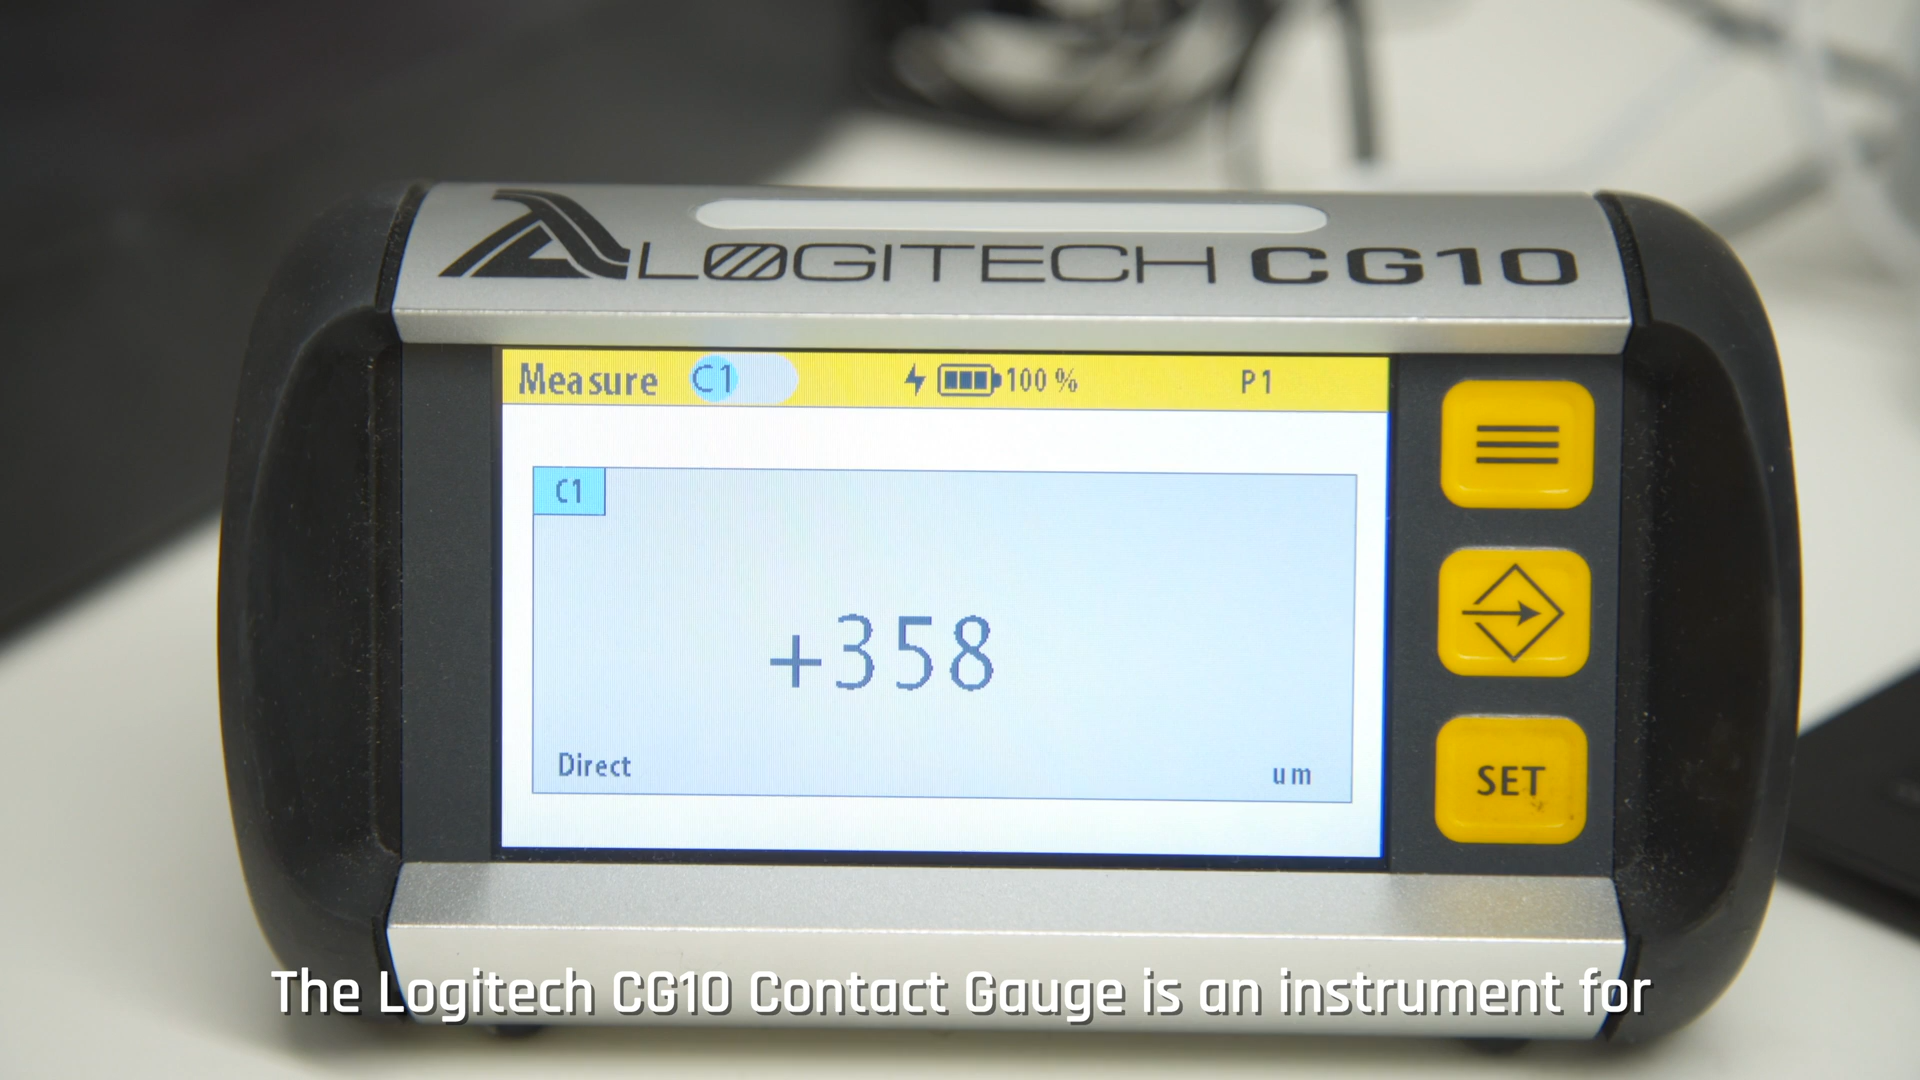 LOGITECH CG10
Measure C1 100 % P1
C1
+358
Direct um
SET
The Logitech CG10 Contact Gauge is an instrument for